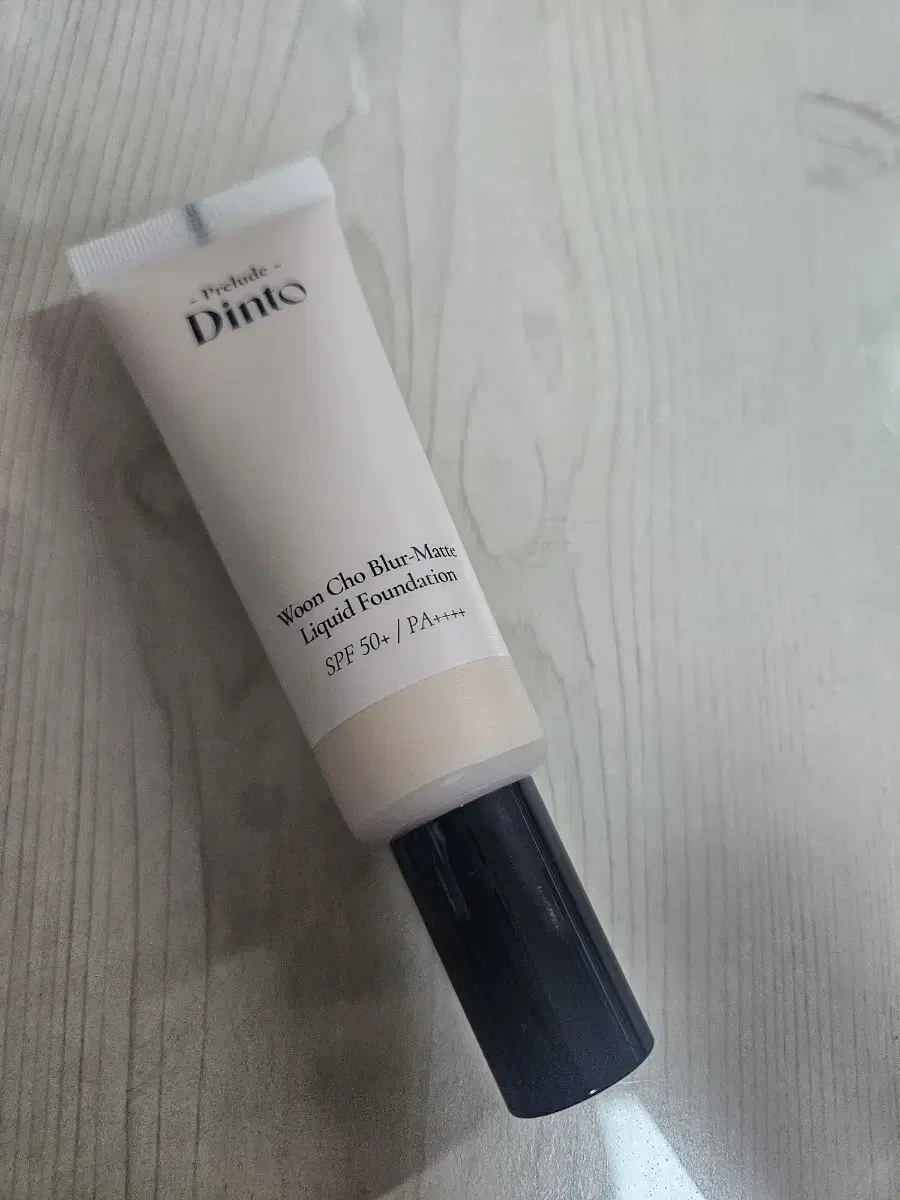 - Prelude -
Dinto
Woon Cho Blur-Matte
Liquid Foundation
SPF 50+ / PA++++